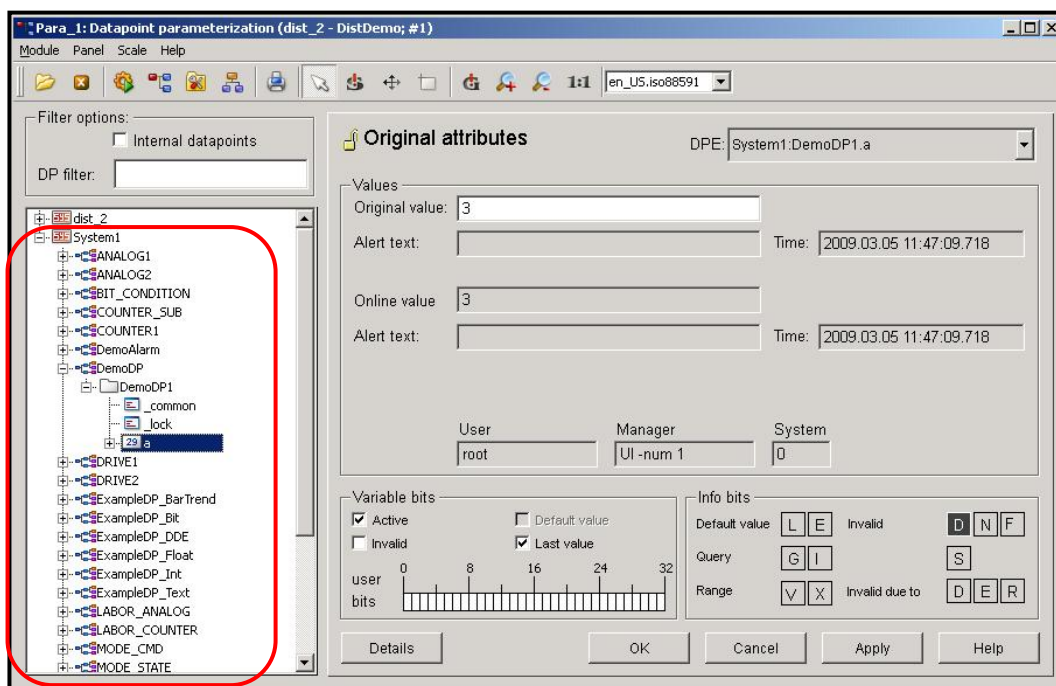 Para_1: Datapoint parameterization (dist_2 - DistDemo; #1)
Module Panel Scale Help
1:1 en_US.iso88591
Filter options:
Internal datapoints
DP filter:
dist_2
System1
ANALOG1
ANALOG2
BIT_CONDITION
COUNTER_SUB
COUNTER1
DemoAlarm
DemoDP
DemoDP1
_common
_lock
29 a
DRIVE1
DRIVE2
ExampleDP_BarTrend
ExampleDP_Bit
ExampleDP_DDE
ExampleDP_Float
ExampleDP_Int
ExampleDP_Text
LABOR_ANALOG
LABOR_COUNTER
MODE_CMD
MODE_STATE
Original attributes
DPE: System1:DemoDP1.a
Values
Original value: 3
Alert text: Time: 2009.03.05 11:47:09.718
Online value 3
Alert text: Time: 2009.03.05 11:47:09.718
User Manager System
root UI -num 1 0
Variable bits
Active Default value
Invalid Last value
0 8 16 24 32
user
bits
Info bits
Default value L E Invalid D N F
Query G I S
Range V X Invalid due to D E R
Details OK Cancel Apply Help